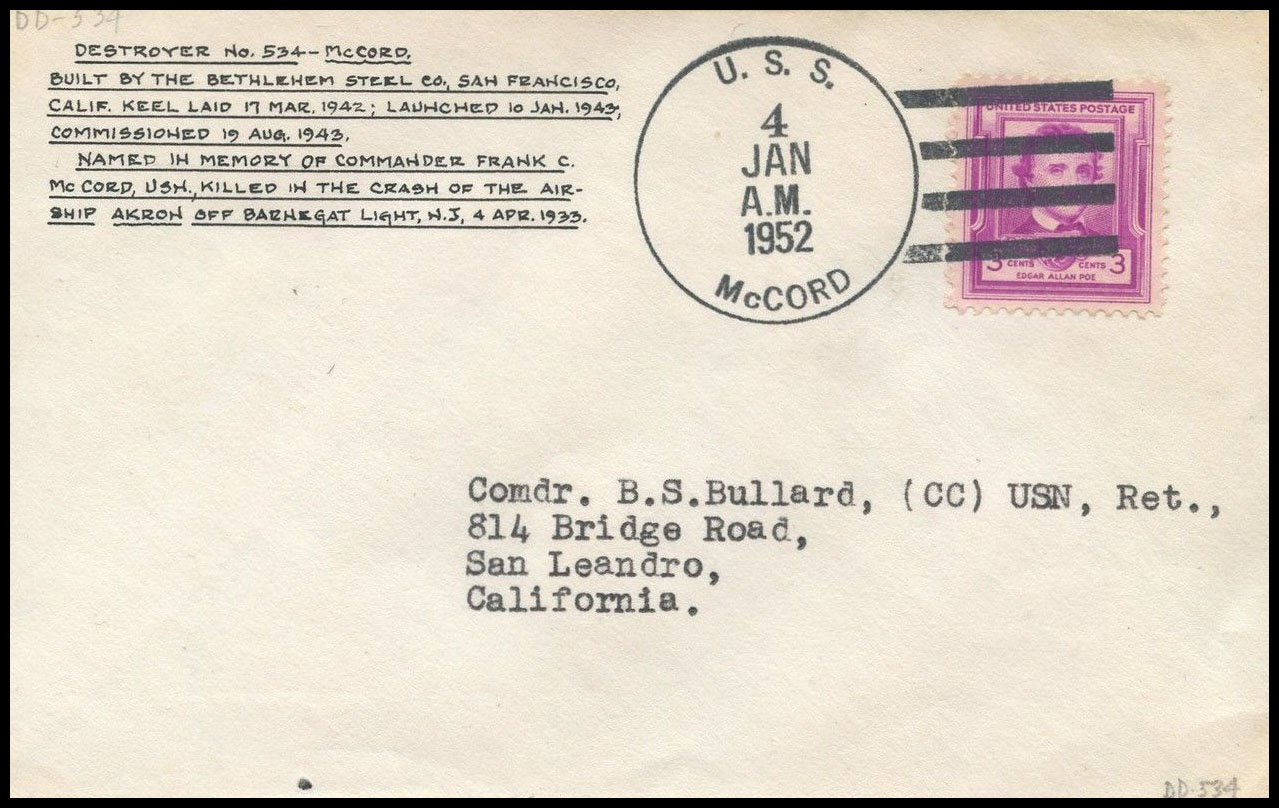 DD-534
DESTROYER No. 534 – McCORD.
BUILT BY THE BETHLEHEM STEEL CO., SAN FRANCISCO,
CALIF. KEEL LAID 17 MAR. 1942; LAUNCHED 10 JAN. 1943;
COMMISSIONED 19 AUG. 1943.
NAMED IN MEMORY OF COMMANDER FRANK C.
McCORD, USN., KILLED IN THE CRASH OF THE AIR-
SHIP AKRON OFF BARNEGAT LIGHT, N.J, 4 APR. 1933.
U. S. S.
4
JAN
A.M.
1952
McCORD
UNITED STATES POSTAGE
3 CENTS CENTS 3
EDGAR ALLAN POE
Comdr. B.S.Bullard, (CC) USN, Ret.,
814 Bridge Road,
San Leandro,
California.
DD-534